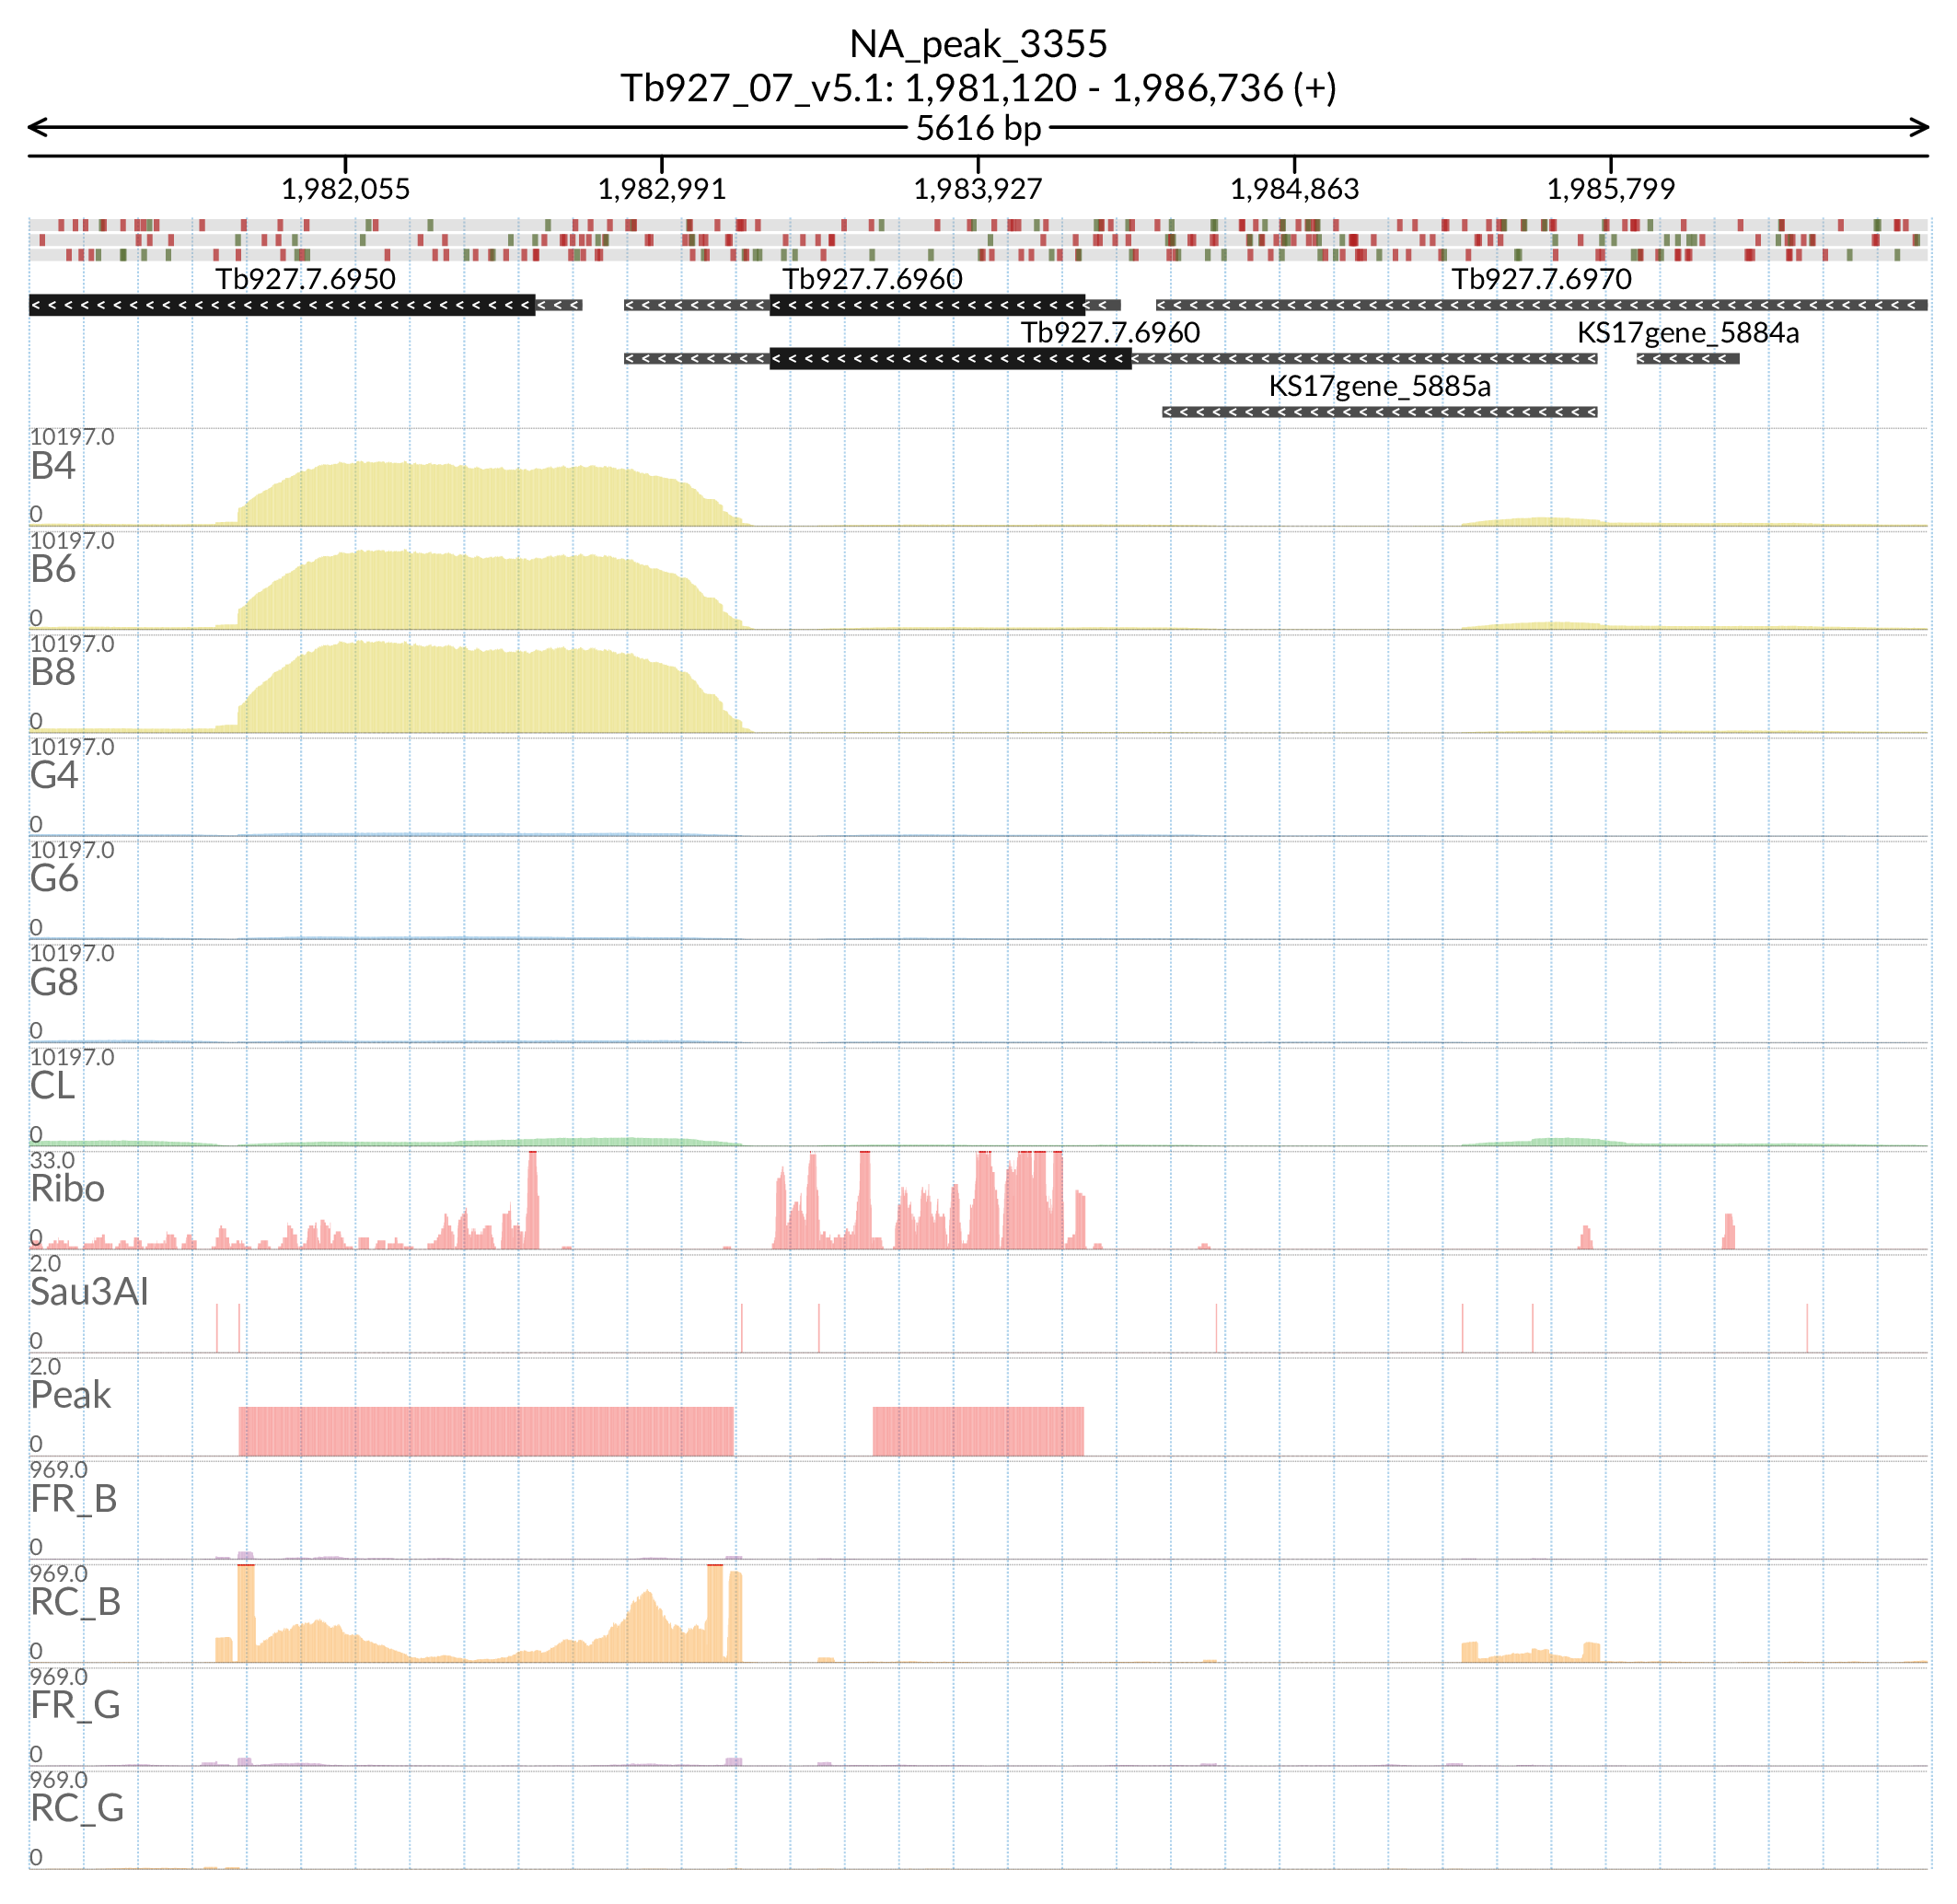 NA_peak_3355
Tb927_07_v5.1: 1,981,120 - 1,986,736 (+)
5616 bp
1,982,055 1,982,991 1,983,927 1,984,863 1,985,799
Tb927.7.6950 Tb927.7.6960 Tb927.7.6970
Tb927.7.6960 KS17gene_5884a
KS17gene_5885a
10197.0
B4
0
10197.0
B6
0
10197.0
B8
0
10197.0
G4
0
10197.0
G6
0
10197.0
G8
0
10197.0
CL
0
33.0
Ribo
0
2.0
Sau3AI
0
2.0
Peak
0
969.0
FR_B
0
969.0
RC_B
0
969.0
FR_G
0
969.0
RC_G
0